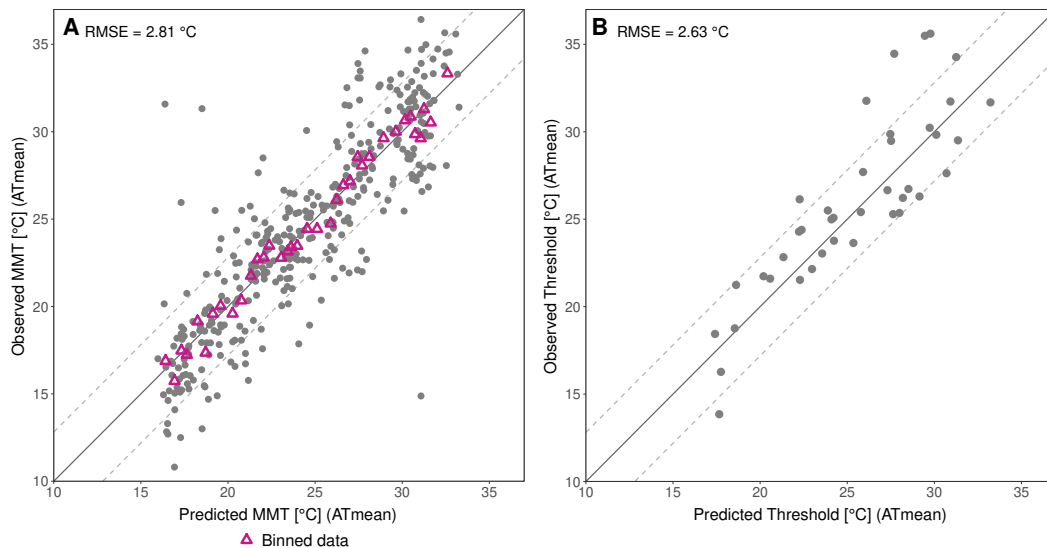 A RMSE = 2.81 °C
Observed MMT [°C] (ATmean)
35
30
25
20
15
10
10 15 20 25 30 35
Predicted MMT [°C] (ATmean)
Binned data
B RMSE = 2.63 °C
Observed Threshold [°C] (ATmean)
35
30
25
20
15
10
10 15 20 25 30 35
Predicted Threshold [°C] (ATmean)